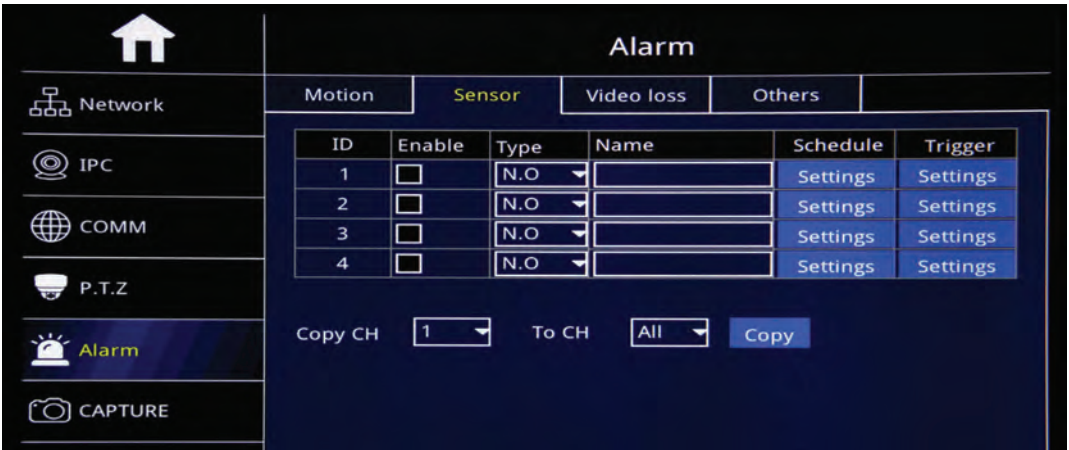 Alarm
Network
IPC
COMM
P.T.Z
Alarm
CAPTURE
Motion Sensor Video loss Others
ID Enable Type Name Schedule Trigger
1 N.O Settings Settings
2 N.O Settings Settings
3 N.O Settings Settings
4 N.O Settings Settings
Copy CH 1 To CH All Copy